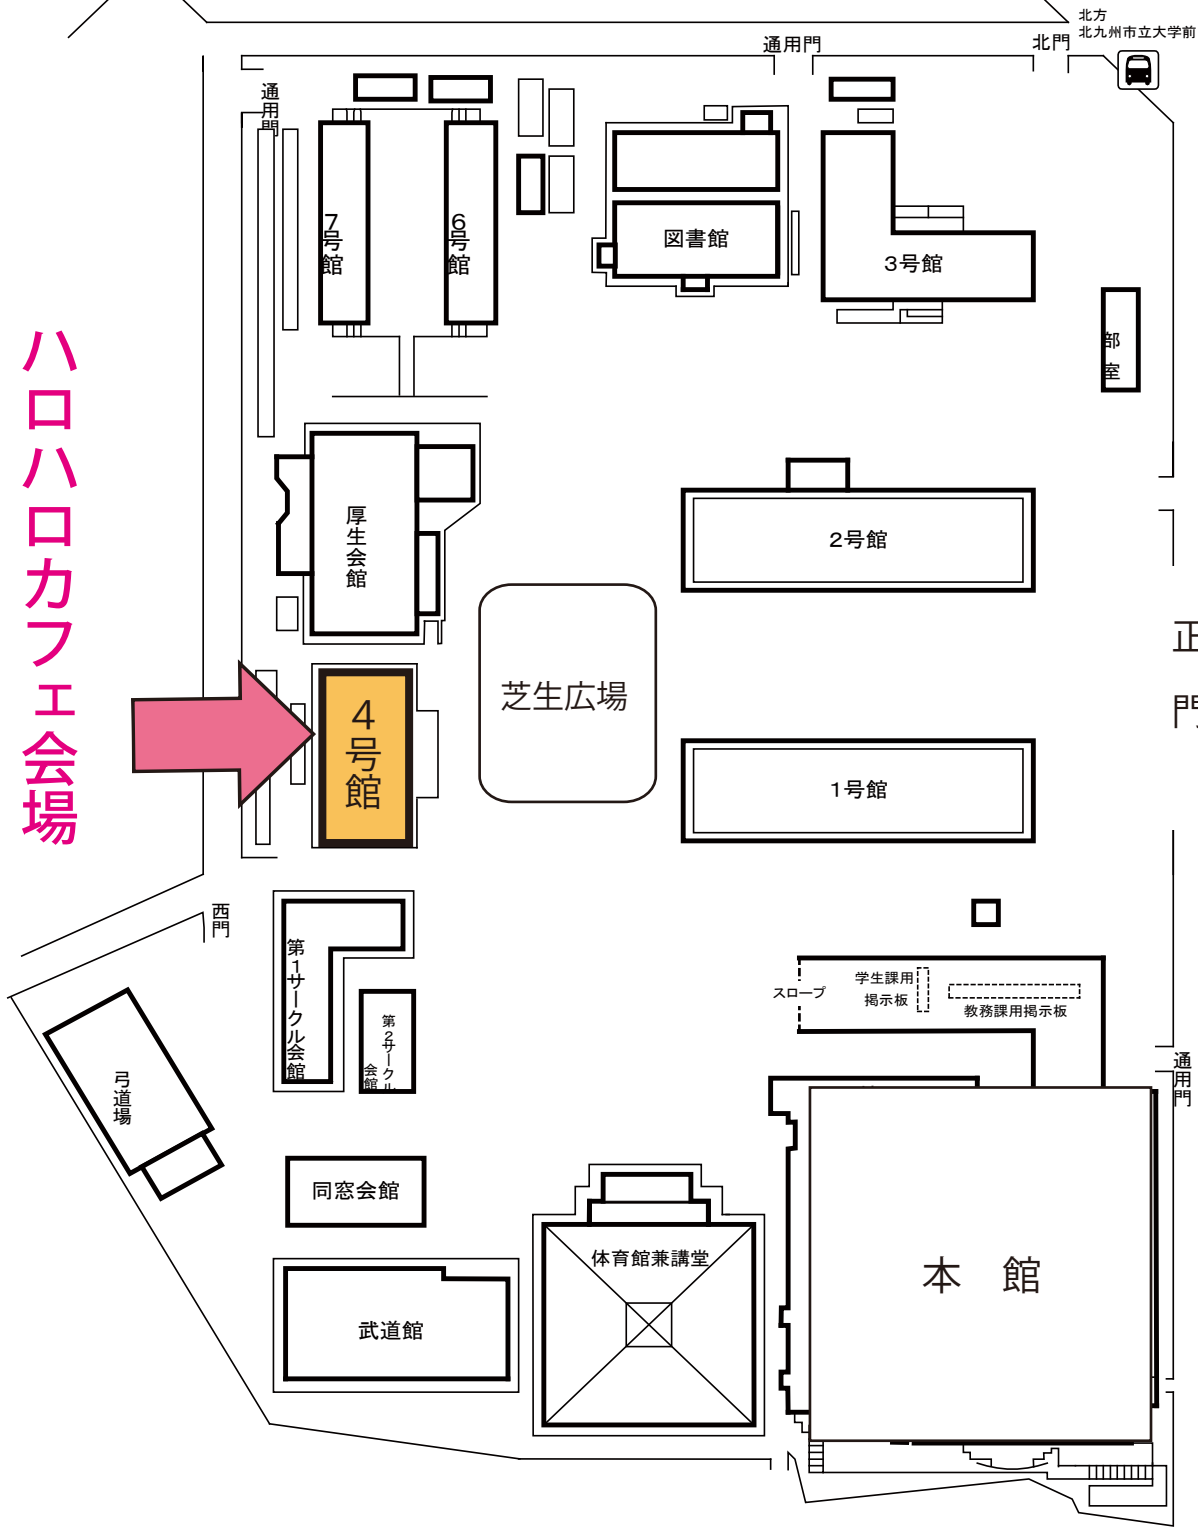 北方
北九州市立大学前
通用門
北門
通用門
7号館
6号館
図書館
3号館
部室
ハロハロカフェ会場
厚生会館
2号館
芝生広場
正門
4号館
1号館
西門
第1サークル会館
第2サークル
会館
スロープ
学生課用
掲示板
教務課用掲示板
通用門
弓道場
同窓会館
体育館兼講堂
本 館
武道館